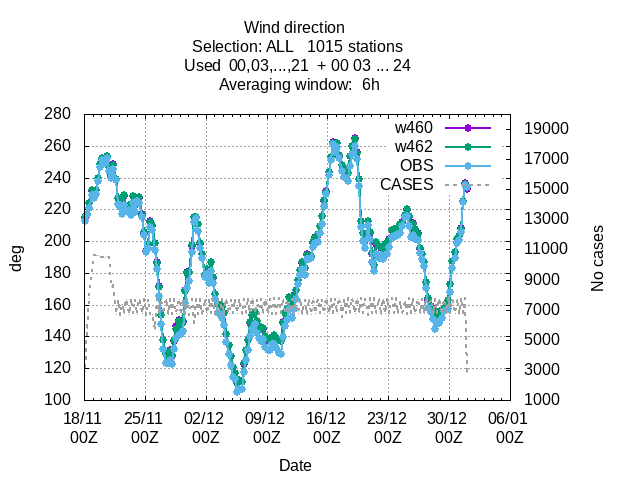 Wind direction
Selection: ALL   1015 stations
Used  00,03,...,21  + 00 03 ... 24
Averaging window:  6h
280
260
240
220
200
180
160
140
120
100
deg
w460
w462
OBS
CASES
19000
17000
15000
13000
11000
9000
7000
5000
3000
1000
No cases
18/11 25/11 02/12 09/12 16/12 23/12 30/12 06/01
00Z 00Z 00Z 00Z 00Z 00Z 00Z 00Z
Date